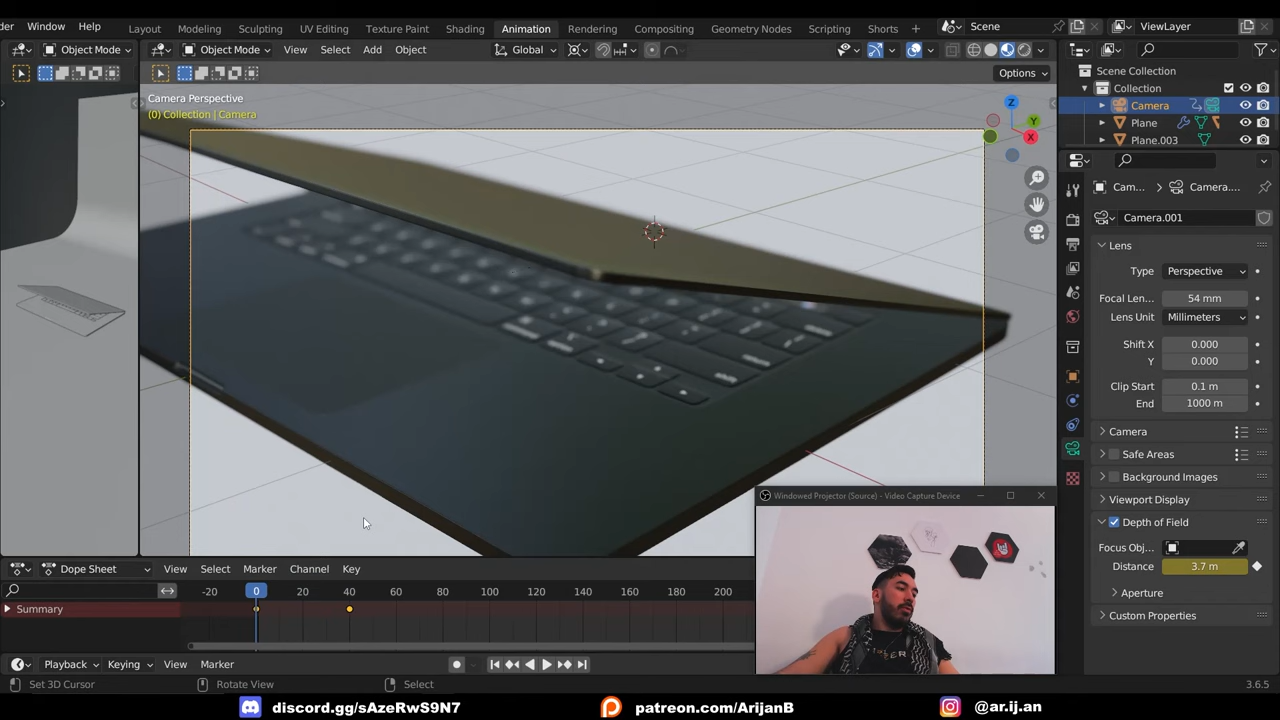 der Window Help Layout Modeling Sculpting UV Editing Texture Paint Shading Animation Rendering Compositing Geometry Nodes Scripting Shorts Scene ViewLayer
Object Mode Object Mode View Select Add Object Global
Options
Camera Perspective
(0) Collection | Camera
Z
Y
X
Scene Collection
Collection
Camera
Plane
Plane.003
Cam... Camera....
Camera.001
Lens
Type Perspective
Focal Len... 54 mm
Lens Unit Millimeters
Shift X 0.000
Y 0.000
Clip Start 0.1 m
End 1000 m
Camera
Safe Areas
Background Images
Viewport Display
Depth of Field
Focus Obj...
Distance 3.7 m
Aperture
Custom Properties
Windowed Projector (Source) - Video Capture Device
Dope Sheet View Select Marker Channel Key
-20 0 20 40 60 80 100 120 140 160 180 200
Summary
Playback Keying View Marker
Set 3D Cursor Rotate View Select 3.6.5
discord.gg/sAzeRwS9N7 patreon.com/ArijanB @ar.ij.an